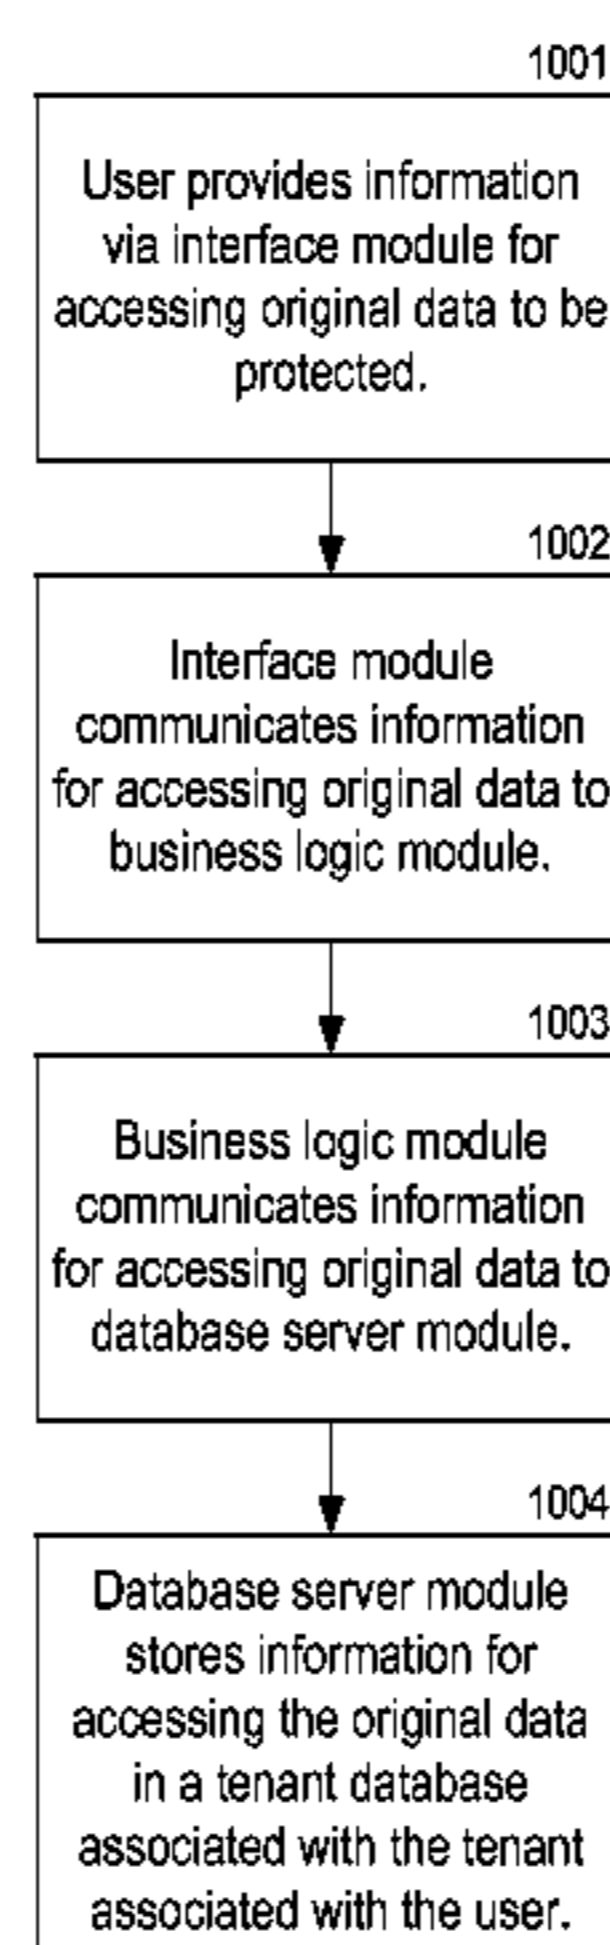 1001
User provides information
via interface module for
accessing original data to be
protected.
1002
Interface module
communicates information
for accessing original data to
business logic module.
1003
Business logic module
communicates information
for accessing original data to
database server module.
1004
Database server module
stores information for
accessing the original data
in a tenant database
associated with the tenant
associated with the user.